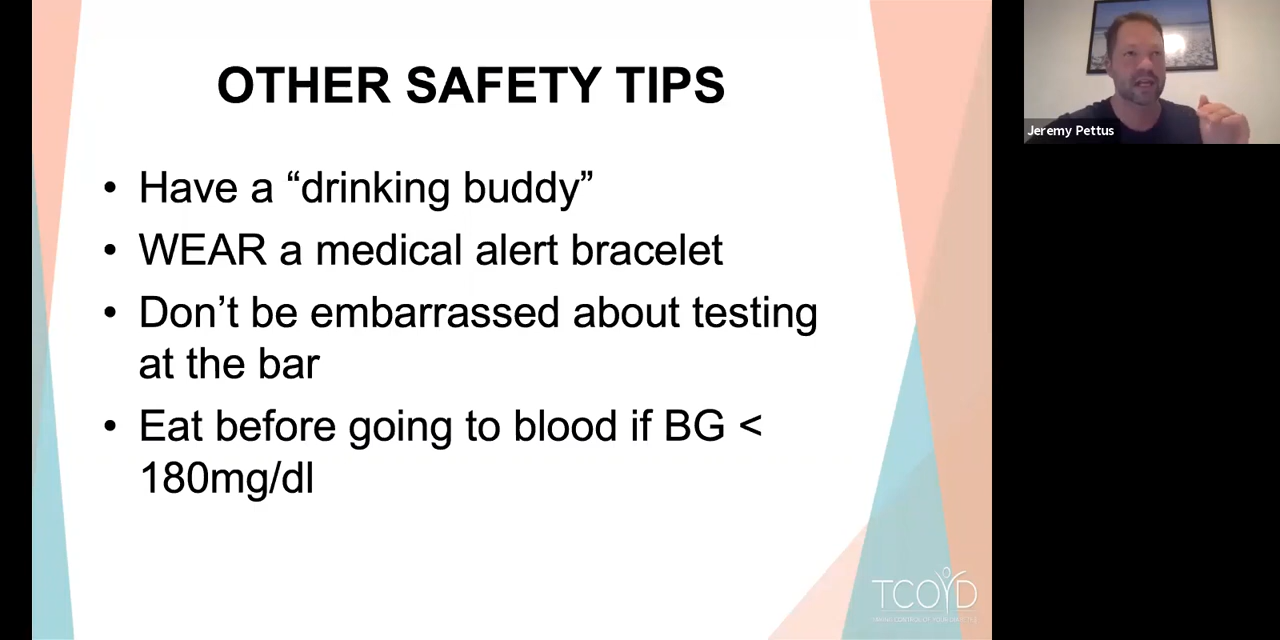 OTHER SAFETY TIPS
• Have a “drinking buddy”
• WEAR a medical alert bracelet
• Don’t be embarrassed about testing
at the bar
• Eat before going to blood if BG <
180mg/dl
Jeremy Pettus
TCOYD